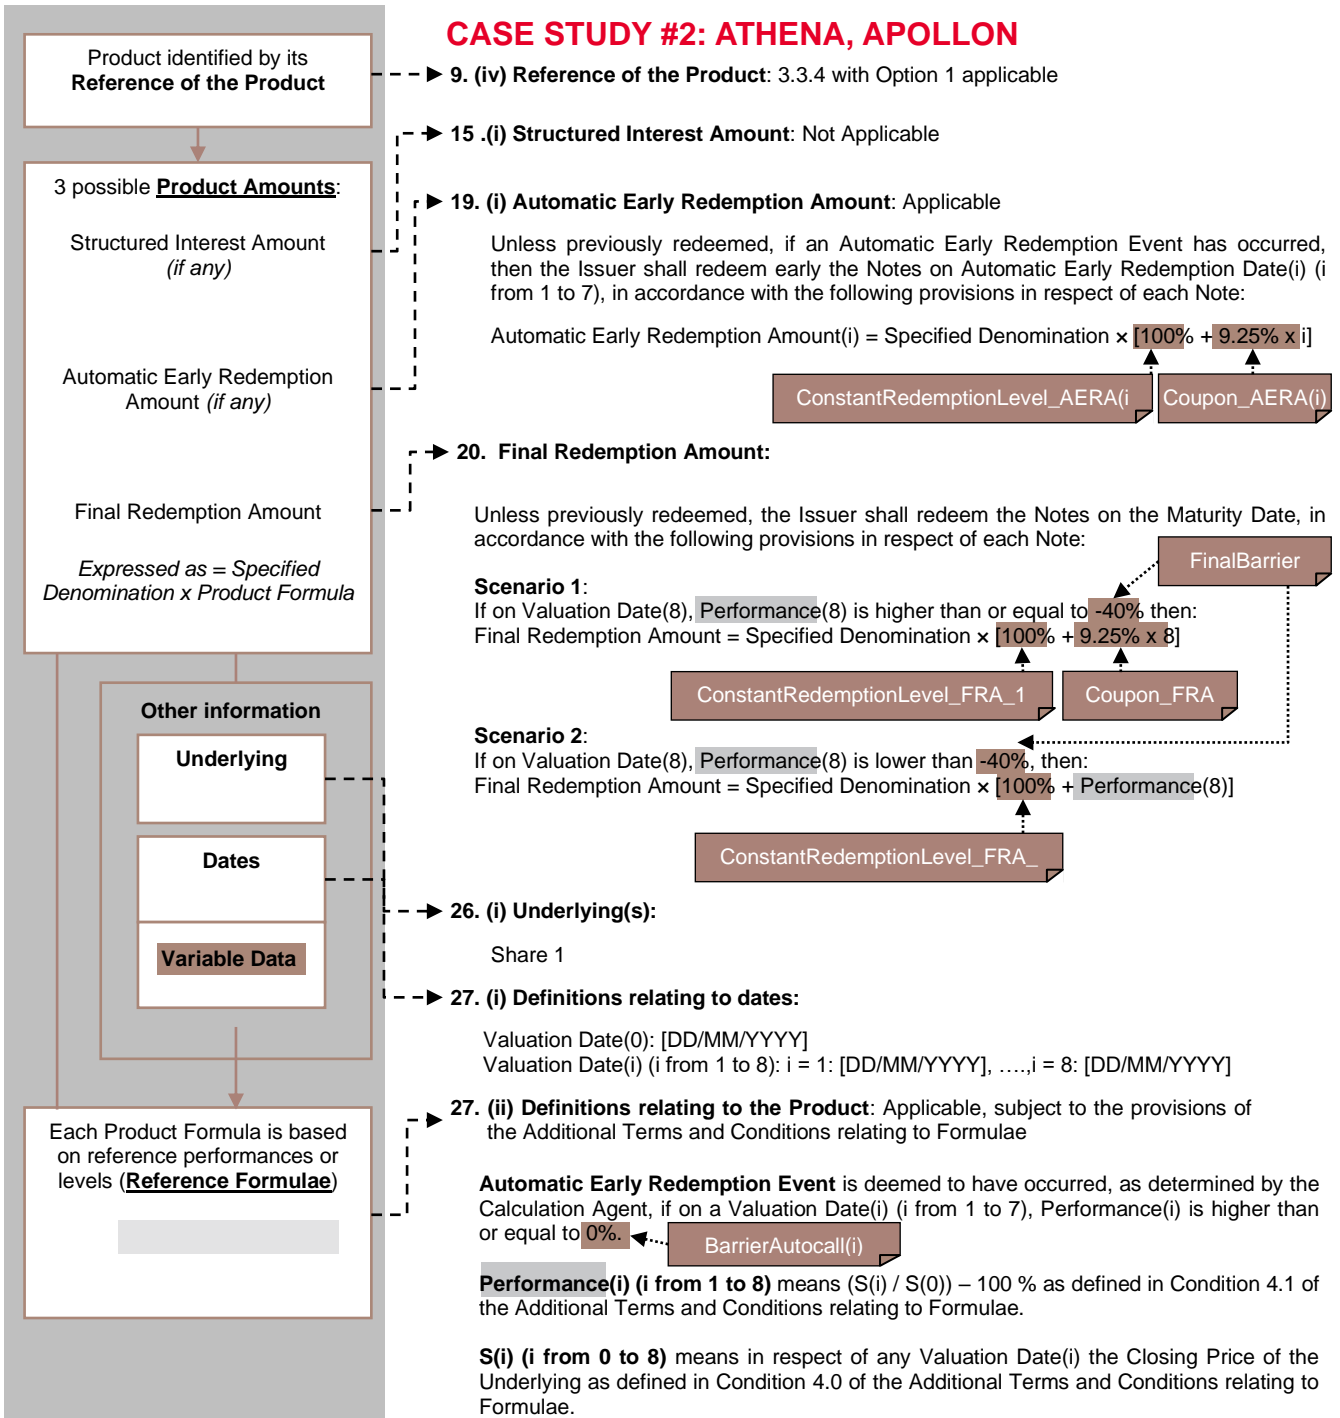 CASE STUDY #2: ATHENA, APOLLON
Product identified by its
Reference of the Product
9. (iv) Reference of the Product: 3.3.4 with Option 1 applicable
15 .(i) Structured Interest Amount: Not Applicable
3 possible Product Amounts:
Structured Interest Amount
(if any)
Automatic Early Redemption
Amount (if any)
Final Redemption Amount
Expressed as = Specified
Denomination x Product Formula
19. (i) Automatic Early Redemption Amount: Applicable
Unless previously redeemed, if an Automatic Early Redemption Event has occurred,
then the Issuer shall redeem early the Notes on Automatic Early Redemption Date(i) (i
from 1 to 7), in accordance with the following provisions in respect of each Note:
Automatic Early Redemption Amount(i) = Specified Denomination × [100% + 9.25% x i]
ConstantRedemptionLevel_AERA(i
Coupon_AERA(i)
20. Final Redemption Amount:
Unless previously redeemed, the Issuer shall redeem the Notes on the Maturity Date, in
accordance with the following provisions in respect of each Note:
FinalBarrier
Scenario 1:
If on Valuation Date(8), Performance(8) is higher than or equal to -40% then:
Final Redemption Amount = Specified Denomination × [100% + 9.25% x 8]
ConstantRedemptionLevel_FRA_1
Coupon_FRA
Scenario 2:
If on Valuation Date(8), Performance(8) is lower than -40%, then:
Final Redemption Amount = Specified Denomination × [100% + Performance(8)]
ConstantRedemptionLevel_FRA_
Other information
Underlying
Dates
Variable Data
26. (i) Underlying(s):
Share 1
27. (i) Definitions relating to dates:
Valuation Date(0): [DD/MM/YYYY]
Valuation Date(i) (i from 1 to 8): i = 1: [DD/MM/YYYY], ….,i = 8: [DD/MM/YYYY]
Each Product Formula is based
on reference performances or
levels (Reference Formulae)
27. (ii) Definitions relating to the Product: Applicable, subject to the provisions of
the Additional Terms and Conditions relating to Formulae
Automatic Early Redemption Event is deemed to have occurred, as determined by the
Calculation Agent, if on a Valuation Date(i) (i from 1 to 7), Performance(i) is higher than
or equal to 0%.
BarrierAutocall(i)
Performance(i) (i from 1 to 8) means (S(i) / S(0)) – 100 % as defined in Condition 4.1 of
the Additional Terms and Conditions relating to Formulae.
S(i) (i from 0 to 8) means in respect of any Valuation Date(i) the Closing Price of the
Underlying as defined in Condition 4.0 of the Additional Terms and Conditions relating to
Formulae.